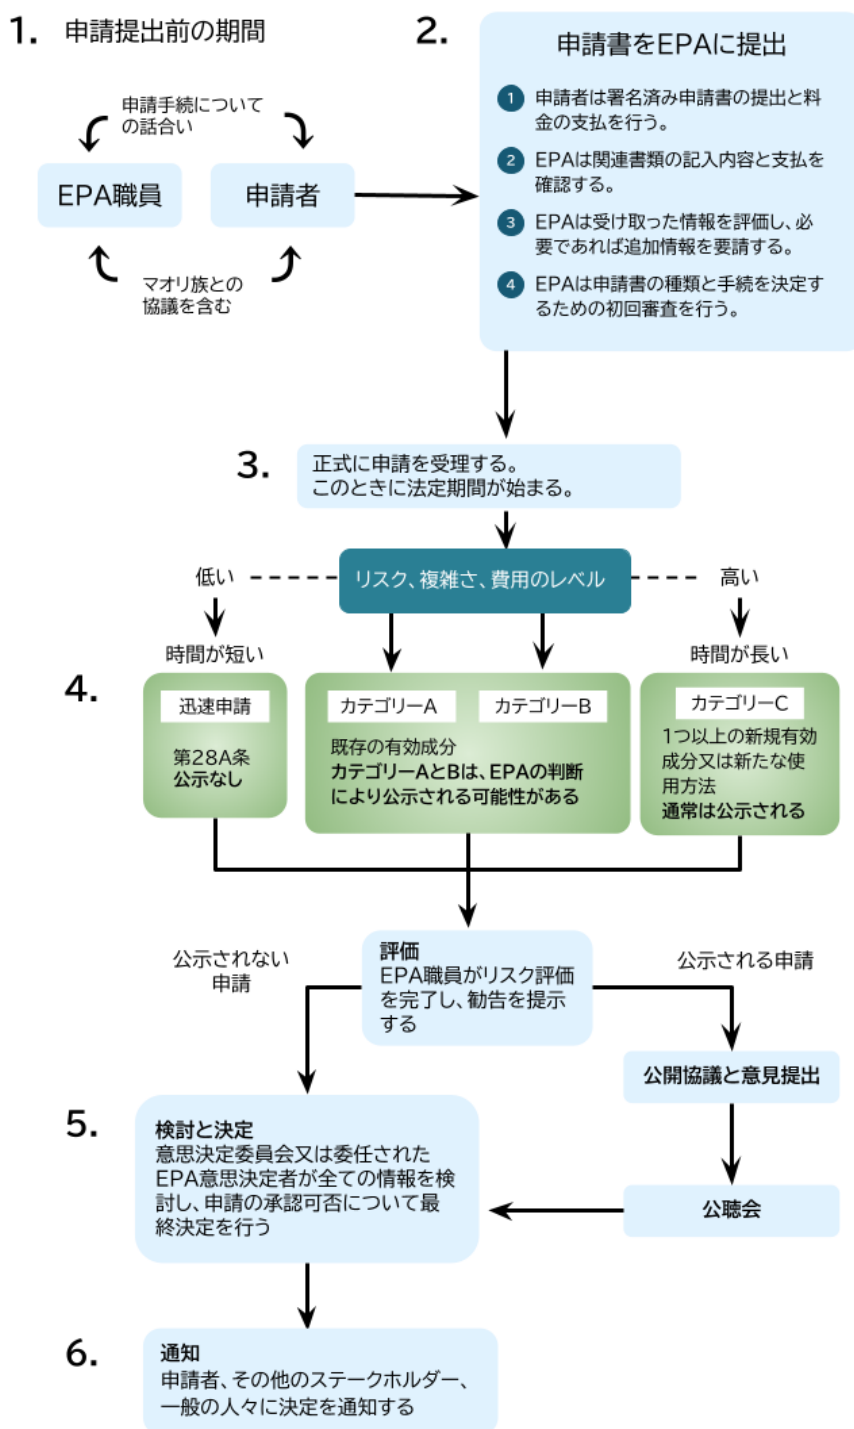 1. 申請提出前の期間
申請手続について
の話合い
EPA職員
申請者
マオリ族との
協議を含む
2.
申請書をEPAに提出
1 申請者は署名済み申請書の提出と料
金の支払を行う。
2 EPAは関連書類の記入内容と支払を
確認する。
3 EPAは受け取った情報を評価し、必
要であれば追加情報を要請する。
4 EPAは申請書の種類と手続を決定す
るための初回審査を行う。
3.
正式に申請を受理する。
このときに法定期間が始まる。
低い
リスク、複雑さ、費用のレベル
高い
時間が短い
時間が長い
4.
迅速申請
第28A条
公示なし
カテゴリーA
カテゴリーB
既存の有効成分
カテゴリーAとBは、EPAの判断
により公示される可能性がある
カテゴリーC
1つ以上の新規有効
成分又は新たな使
用方法
通常は公示される
公示されない
申請
評価
EPA職員がリスク評価
を完了し、勧告を提示
する
公示される申請
公開協議と意見提出
公聴会
5.
検討と決定
意思決定委員会又は委任された
EPA意思決定者が全ての情報を検
討し、申請の承認可否について最
終決定を行う
6.
通知
申請者、その他のステークホルダー、
一般の人々に決定を通知する